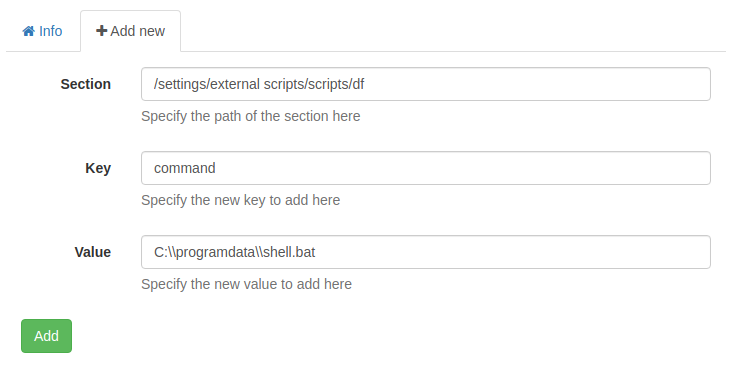 Info Add new
Section /settings/external scripts/scripts/df
Specify the path of the section here
Key command
Specify the new key to add here
Value C:\\programdata\\shell.bat
Specify the new value to add here
Add